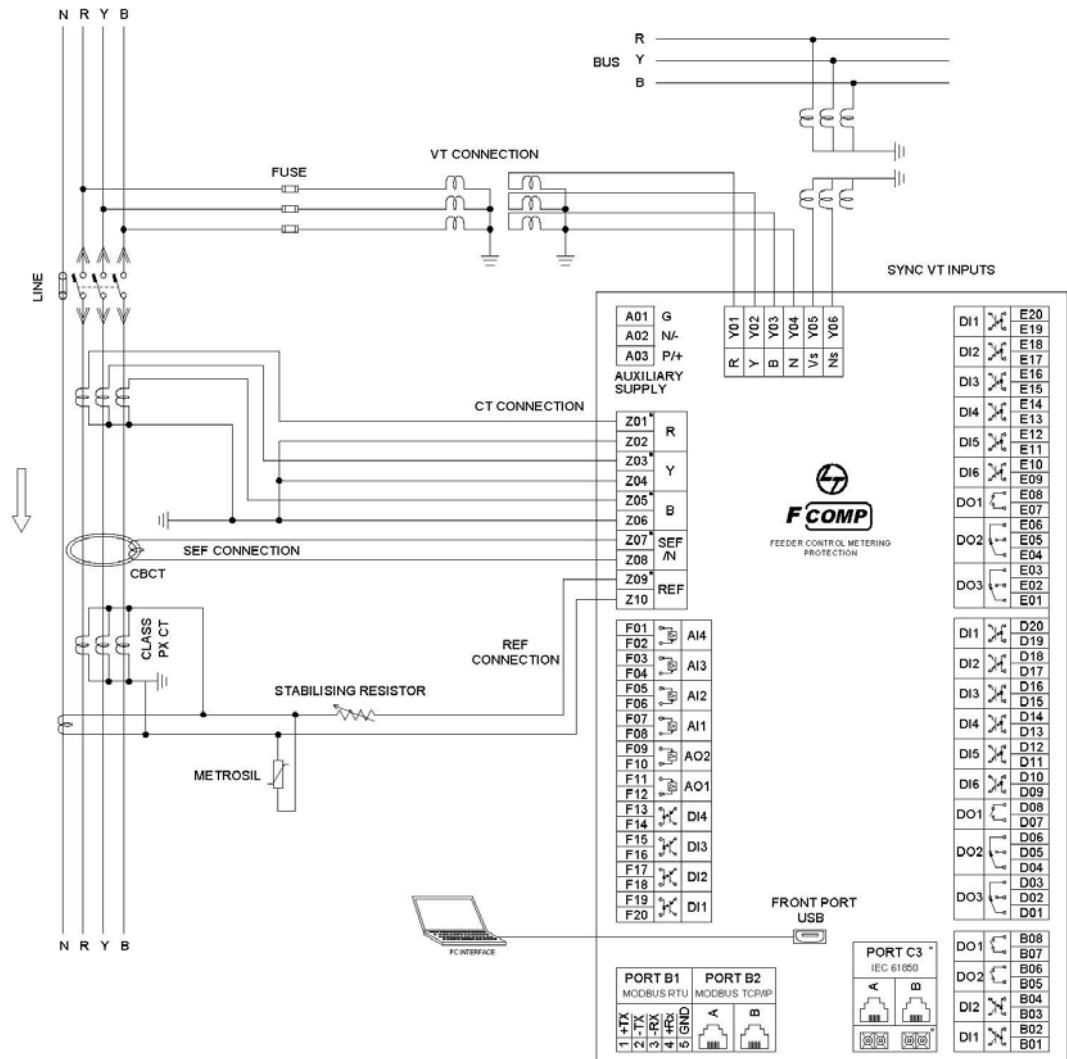 N R Y B
R
BUS Y
B
VT CONNECTION
FUSE
LINE
SYNC VT INPUTS
A01 G
A02 N/-
A03 P/+
AUXILIARY
SUPPLY
Y01 Y02 Y03 Y04 Y05 Y06
R Y B N Vs Ns
CT CONNECTION
Z01*
Z02
R
Z03*
Z04
Y
Z05*
Z06
B
Z07*
Z08
SEF
/N
Z09*
Z10
REF
SEF CONNECTION
CBCT
CLASS
PX CT
REF
CONNECTION
STABILISING RESISTOR
METROSIL
LT
F COMP
FEEDER CONTROL METERING
PROTECTION
F01
F02
AI4
F03
F04
AI3
F05
F06
AI2
F07
F08
AI1
F09
F10
AO2
F11
F12
AO1
F13
F14
DI4
F15
F16
DI3
F17
F18
DI2
F19
F20
DI1
DI1
E20
E19
DI2
E18
E17
DI3
E16
E15
DI4
E14
E13
DI5
E12
E11
DI6
E10
E09
DO1
E08
E07
DO2
E06
E05
E04
DO3
E03
E02
E01
DI1
D20
D19
DI2
D18
D17
DI3
D16
D15
DI4
D14
D13
DI5
D12
D11
DI6
D10
D09
DO1
D08
D07
DO2
D06
D05
D04
DO3
D03
D02
D01
DO1
B08
B07
DO2
B06
B05
DI2
B04
B03
DI1
B02
B01
N R Y B
PC INTERFACE
FRONT PORT
USB
PORT B1
MODBUS RTU
1 +TX
2 -TX
3 -RX
4 +Rx
5 GND
PORT B2
MODBUS TCP/IP
A B
PORT C3 *
IEC 61850
A B
*